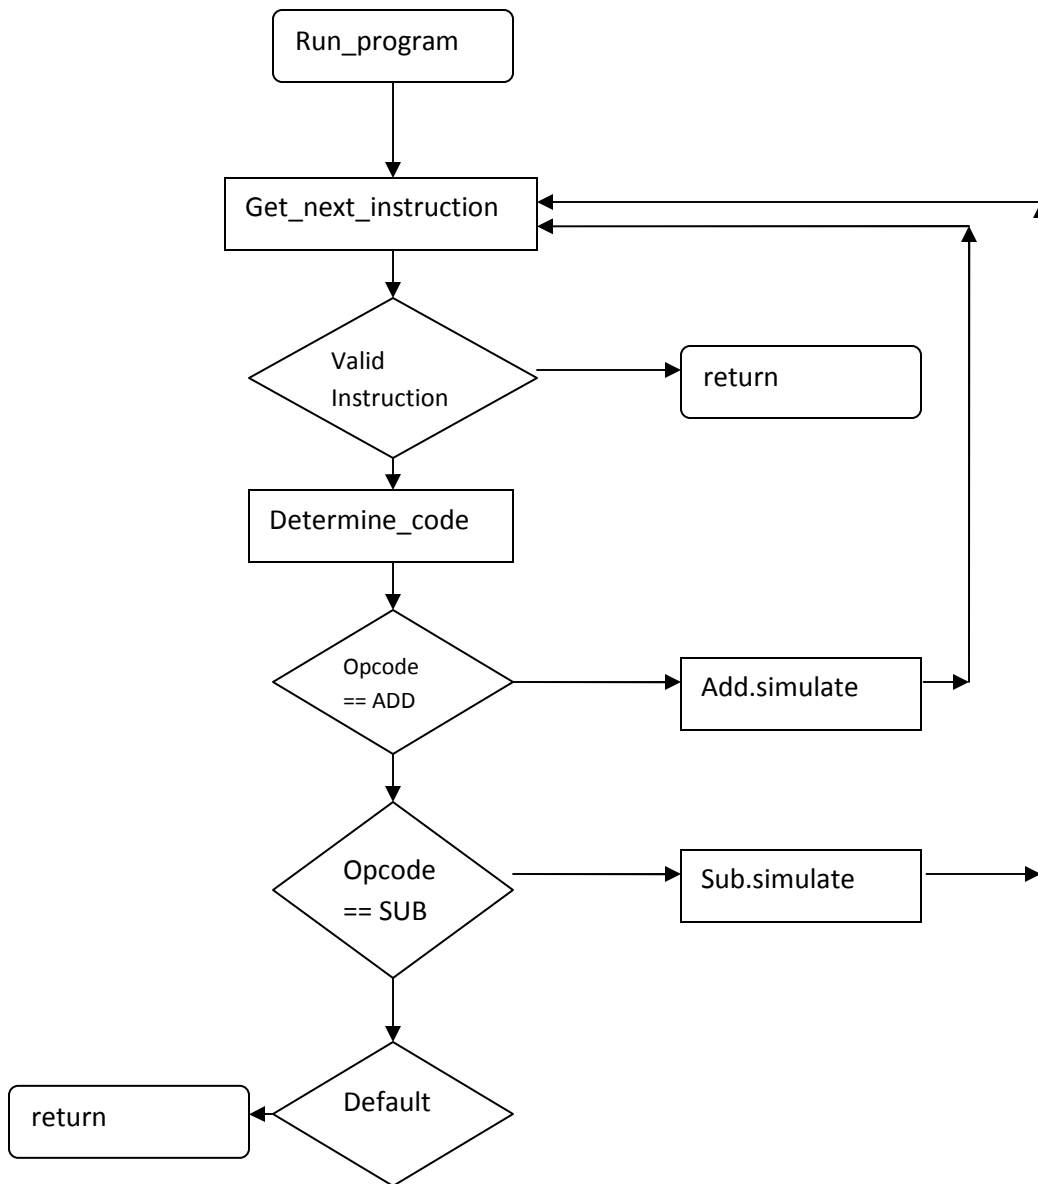 Run_program
Get_next_instruction
Valid
Instruction
return
Determine_code
Opcode
== ADD
Add.simulate
Opcode
== SUB
Sub.simulate
Default
return